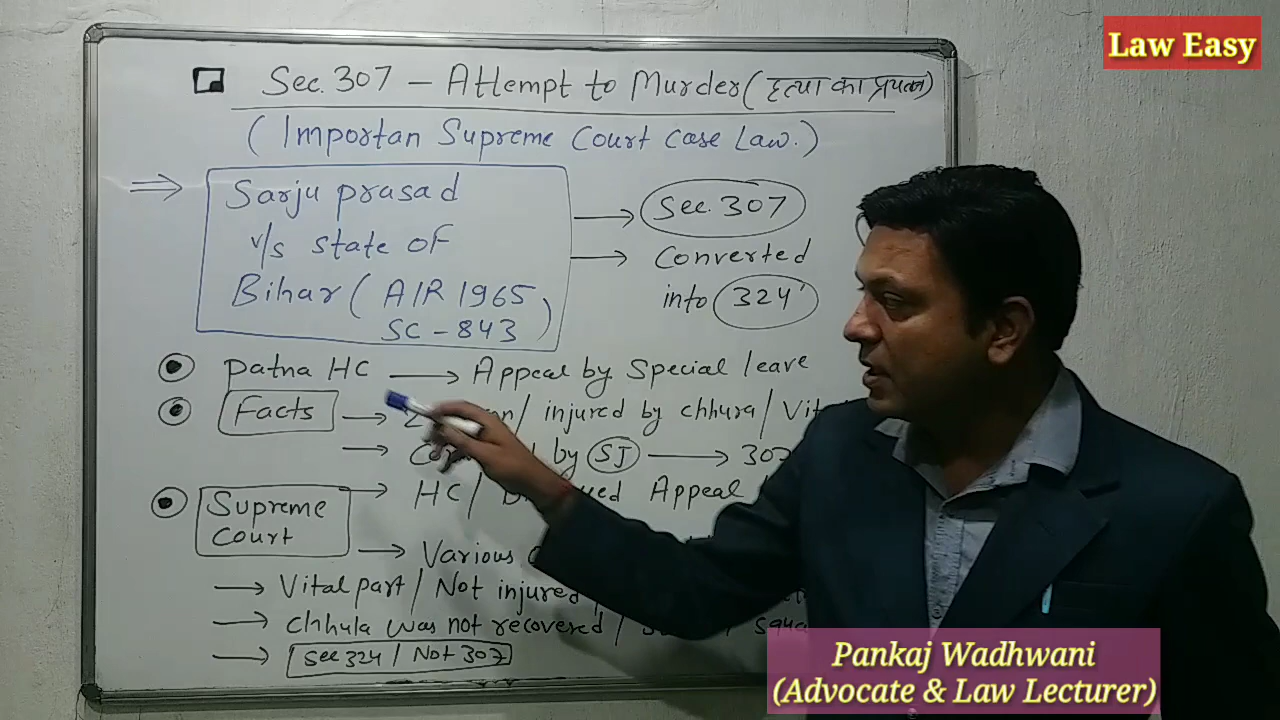 Law Easy
Sec. 307 – Attempt to Murder (हत्या का प्रयत्न)
(Importan Supreme Court Case Law.)
⇒ Sarju prasad → Sec. 307
v/s state of → Converted
Bihar (AIR 1965 into 324
SC – 843)
Patna HC → Appeal by Special leave
Facts → injured by chhura/
→ by SJ → 307
→ HC/ Appeal
Supreme
Court
→ Various
→ Vital part / Not injured
→ chhula was not recovered /
→ Sec 324 / Not 307
Pankaj Wadhwani
(Advocate & Law Lecturer)